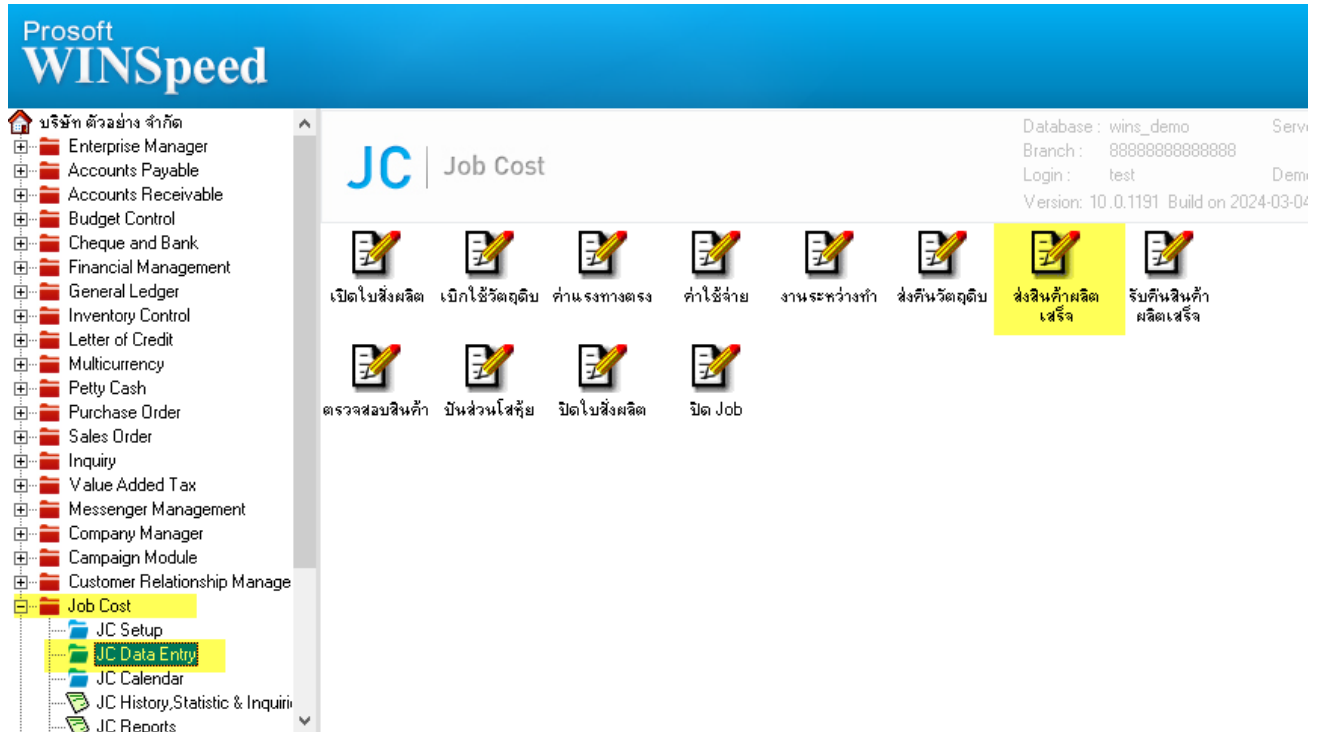 Prosoft
WINSpeed
บริษัท ตัวอย่าง จำกัด
Enterprise Manager
Accounts Payable
Accounts Receivable
Budget Control
Cheque and Bank
Financial Management
General Ledger
Inventory Control
Letter of Credit
Multicurrency
Petty Cash
Purchase Order
Sales Order
Inquiry
Value Added Tax
Messenger Management
Company Manager
Campaign Module
Customer Relationship Manage
Job Cost
JC Setup
JC Data Entry
JC Calendar
JC History,Statistic & Inquirie
JC Reports
JC Job Cost
Database : wins_demo Serve
Branch : 88888888888888
Login : test Demo
Version: 10.0.1191 Build on 2024-03-04
เปิดใบสั่งผลิต เบิกใช้วัตถุดิบ ค่าแรงทางตรง ค่าใช้จ่าย งานระหว่างทำ ส่งคืนวัตถุดิบ ส่งสินค้าผลิต รับคืนสินค้า
เสร็จ ผลิตเสร็จ
ตรวจสอบสินค้า ปันส่วนโสหุ้ย ปิดใบสั่งผลิต ปิด Job